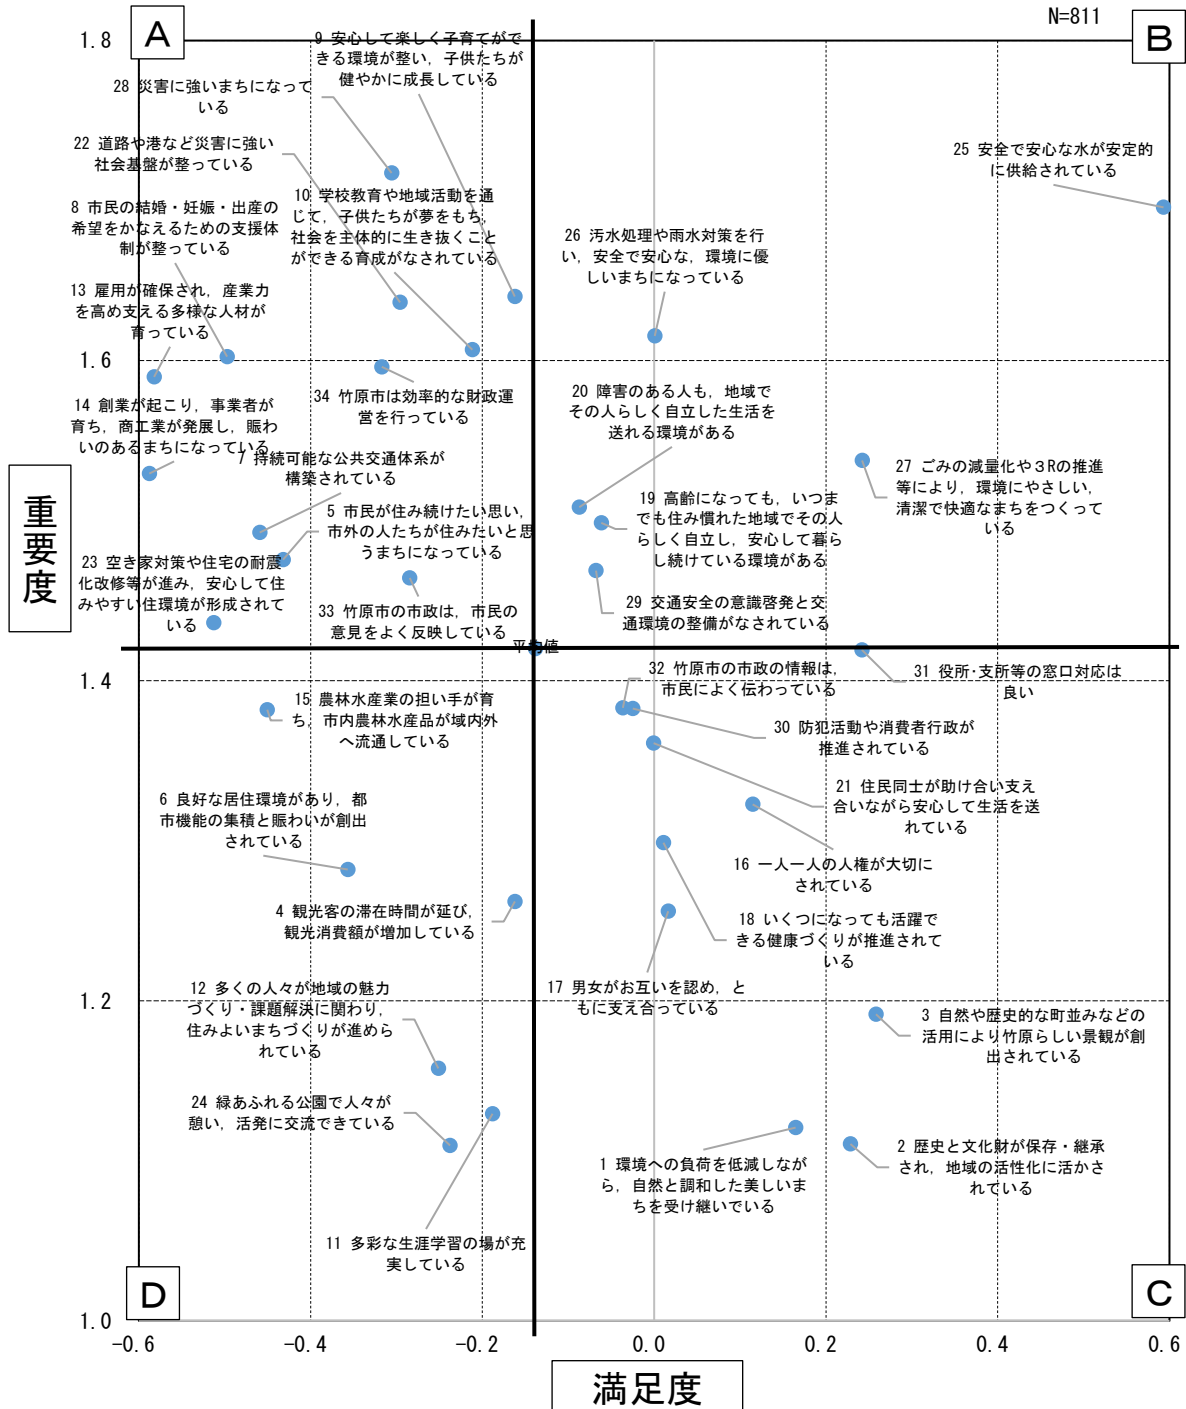 N=811
A
B
1.8
9 安心して楽しく子育てがで
きる環境が整い，子供たちが
健やかに成長している
28 災害に強いまちになって
いる
22 道路や港など災害に強い
社会基盤が整っている
25 安全で安心な水が安定的
に供給されている
8 市民の結婚・妊娠・出産の
希望をかなえるための支援体
制が整っている
10 学校教育や地域活動を通
じて，子供たちが夢をもち，
社会を主体的に生き抜くこと
ができる育成がなされている
26 汚水処理や雨水対策を行
い，安全で安心な，環境に優
しいまちになっている
13 雇用が確保され，産業力
を高め支える多様な人材が
育っている
1.6
34 竹原市は効率的な財政運
営を行っている
20 障害のある人も，地域で
その人らしく自立した生活を
送れる環境がある
14 創業が起こり，事業者が
育ち，商工業が発展し，賑わ
いのあるまちになっている
7 持続可能な公共交通体系が
構築されている
27 ごみの減量化や３Rの推進
等により，環境にやさしい，
清潔で快適なまちをつくって
いる
重要度
5 市民が住み続けたい思い，
市外の人たちが住みたいと思
うまちになっている
19 高齢になっても，いつま
でも住み慣れた地域でその人
らしく自立し，安心して暮ら
し続けている環境がある
23 空き家対策や住宅の耐震
化改修等が進み，安心して住
みやすい住環境が形成されて
いる
33 竹原市の市政は，市民の
意見をよく反映している
29 交通安全の意識啓発と交
通環境の整備がなされている
平均値
1.4
32 竹原市の市政の情報は，
市民によく伝わっている
31 役所･支所等の窓口対応は
良い
15 農林水産業の担い手が育
ち，市内農林水産品が域内外
へ流通している
30 防犯活動や消費者行政が
推進されている
6 良好な居住環境があり，都
市機能の集積と賑わいが創出
されている
21 住民同士が助け合い支え
合いながら安心して生活を送
れている
16 一人一人の人権が大切に
されている
4 観光客の滞在時間が延び，
観光消費額が増加している
18 いくつになっても活躍で
きる健康づくりが推進されて
いる
12 多くの人々が地域の魅力
づくり・課題解決に関わり，
住みよいまちづくりが進めら
れている
17 男女がお互いを認め，と
もに支え合っている
1.2
3 自然や歴史的な町並みなどの
活用により竹原らしい景観が創
出されている
24 緑あふれる公園で人々が
憩い，活発に交流できている
1 環境への負荷を低減しなが
ら，自然と調和した美しいま
ちを受け継いでいる
2 歴史と文化財が保存・継承
され，地域の活性化に活かさ
れている
11 多彩な生涯学習の場が充
実している
D
C
1.0
-0.6
-0.4
-0.2
0.0
0.2
0.4
0.6
満足度